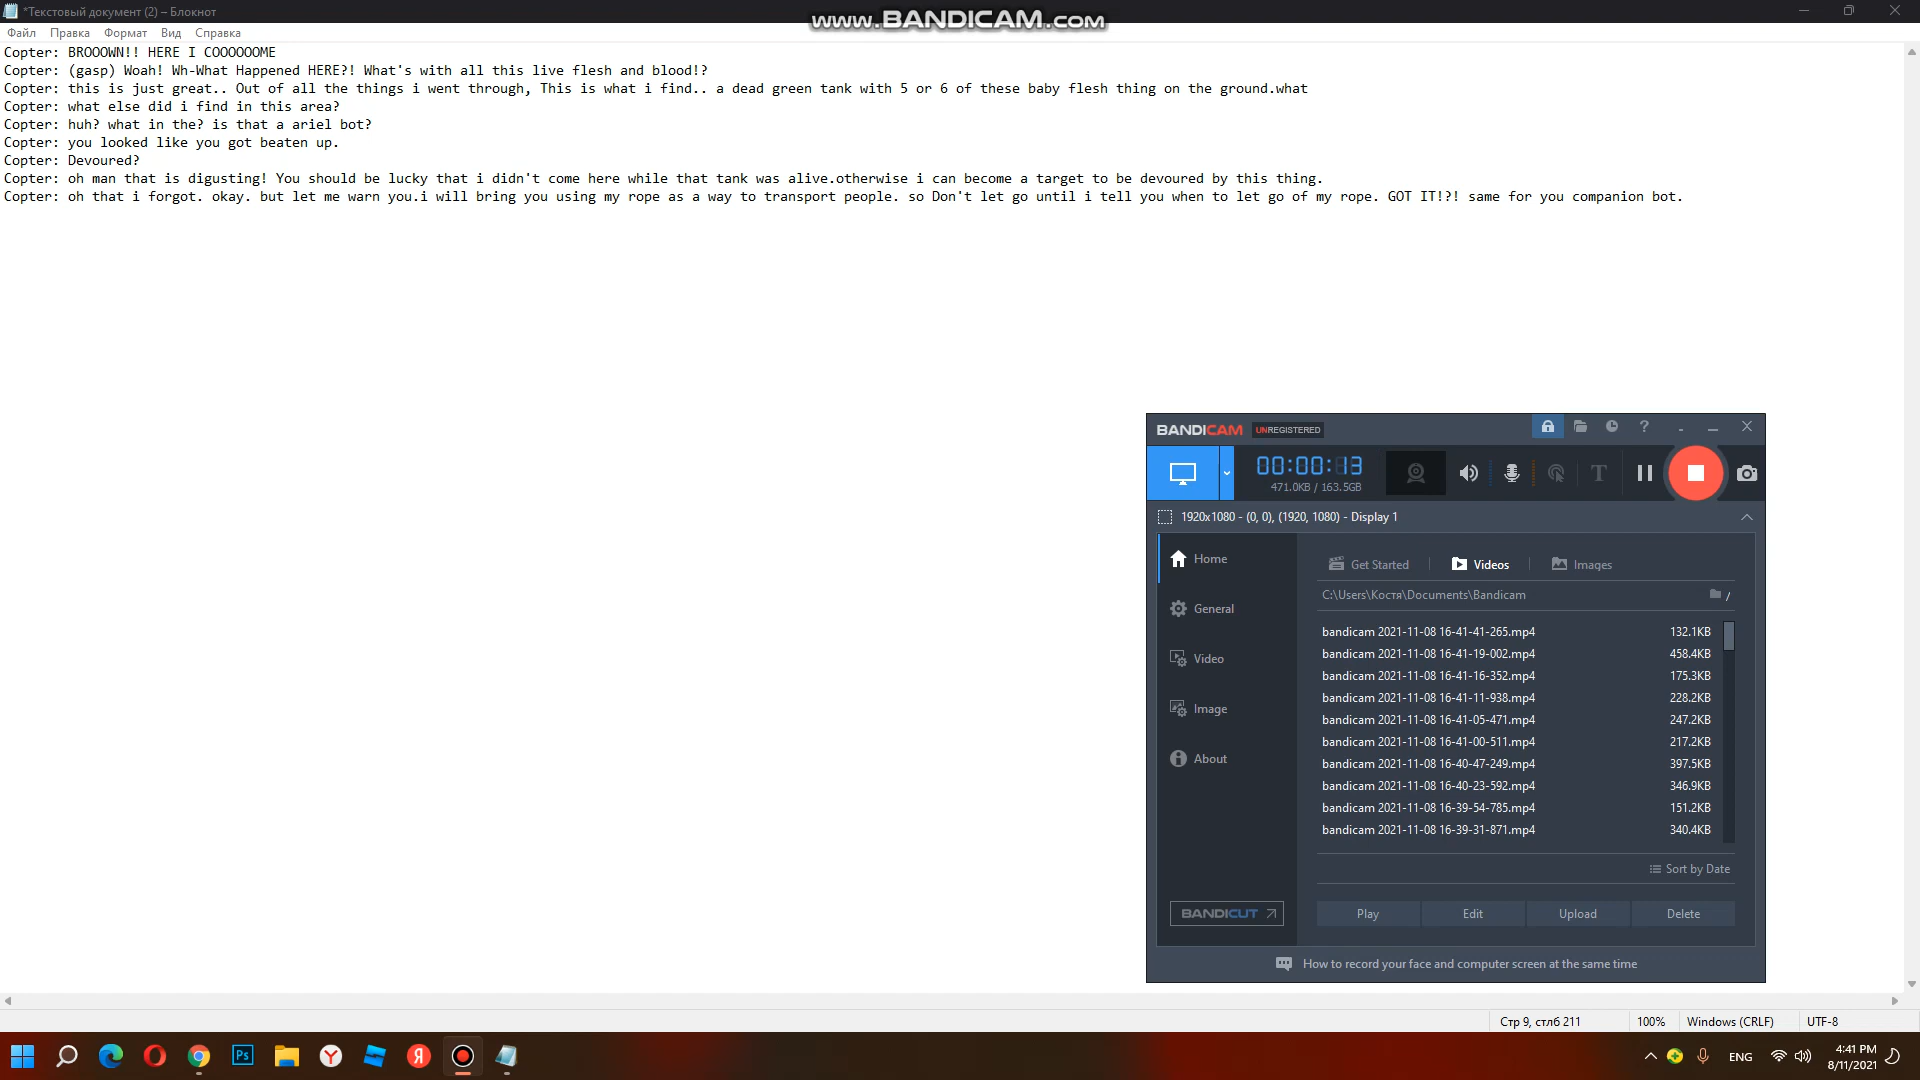 *Текстовый документ (2) – Блокнот
www.BANDICAM.com
Файл Правка Формат Вид Справка
Copter: BROOOWN!! HERE I COOOOOOME
Copter: (gasp) Woah! Wh-What Happened HERE?! What's with all this live flesh and blood!?
Copter: this is just great.. Out of all the things i went through, This is what i find.. a dead green tank with 5 or 6 of these baby flesh thing on the ground.what
Copter: what else did i find in this area?
Copter: huh? what in the? is that a ariel bot?
Copter: you looked like you got beaten up.
Copter: Devoured?
Copter: oh man that is digusting! You should be lucky that i didn't come here while that tank was alive.otherwise i can become a target to be devoured by this thing.
Copter: oh that i forgot. okay. but let me warn you.i will bring you using my rope as a way to transport people. so Don't let go until i tell you when to let go of my rope. GOT IT!?! same for you companion bot.
BANDICAM UNREGISTERED
00:00:13
471.0KB / 163.5GB
1920x1080 - (0, 0), (1920, 1080) - Display 1
Home
General
Video
Image
About
BANDICUT
Get Started Videos Images
C:\Users\Костя\Documents\Bandicam
bandicam 2021-11-08 16-41-41-265.mp4 132.1KB
bandicam 2021-11-08 16-41-19-002.mp4 458.4KB
bandicam 2021-11-08 16-41-16-352.mp4 175.3KB
bandicam 2021-11-08 16-41-11-938.mp4 228.2KB
bandicam 2021-11-08 16-41-05-471.mp4 247.2KB
bandicam 2021-11-08 16-41-00-511.mp4 217.2KB
bandicam 2021-11-08 16-40-47-249.mp4 397.5KB
bandicam 2021-11-08 16-40-23-592.mp4 346.9KB
bandicam 2021-11-08 16-39-54-785.mp4 151.2KB
bandicam 2021-11-08 16-39-31-871.mp4 340.4KB
Sort by Date
Play Edit Upload Delete
How to record your face and computer screen at the same time
Стр 9, стлб 211 100% Windows (CRLF) UTF-8
Ps
Y
Я
ENG
4:41 PM
8/11/2021